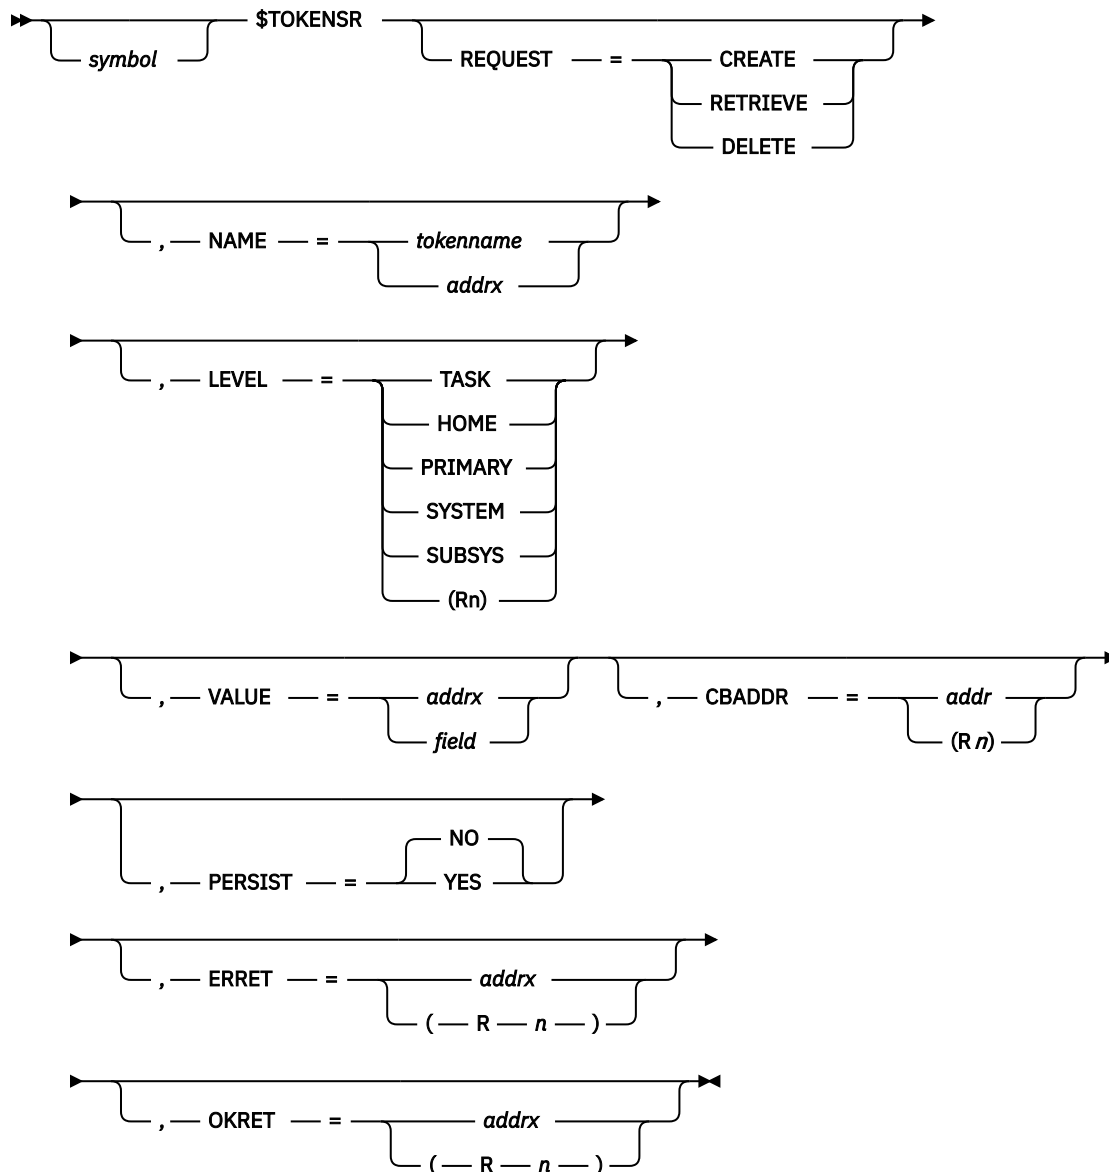 $TOKENSR
symbol
REQUEST = CREATE
RETRIEVE
DELETE
, NAME = tokenname
addrx
, LEVEL = TASK
HOME
PRIMARY
SYSTEM
SUBSYS
(Rn)
, VALUE = addrx , CBADDR = addr
field (R n)
NO
, PERSIST = YES
, ERRET = addrx
( R n )
, OKRET = addrx
( R n )